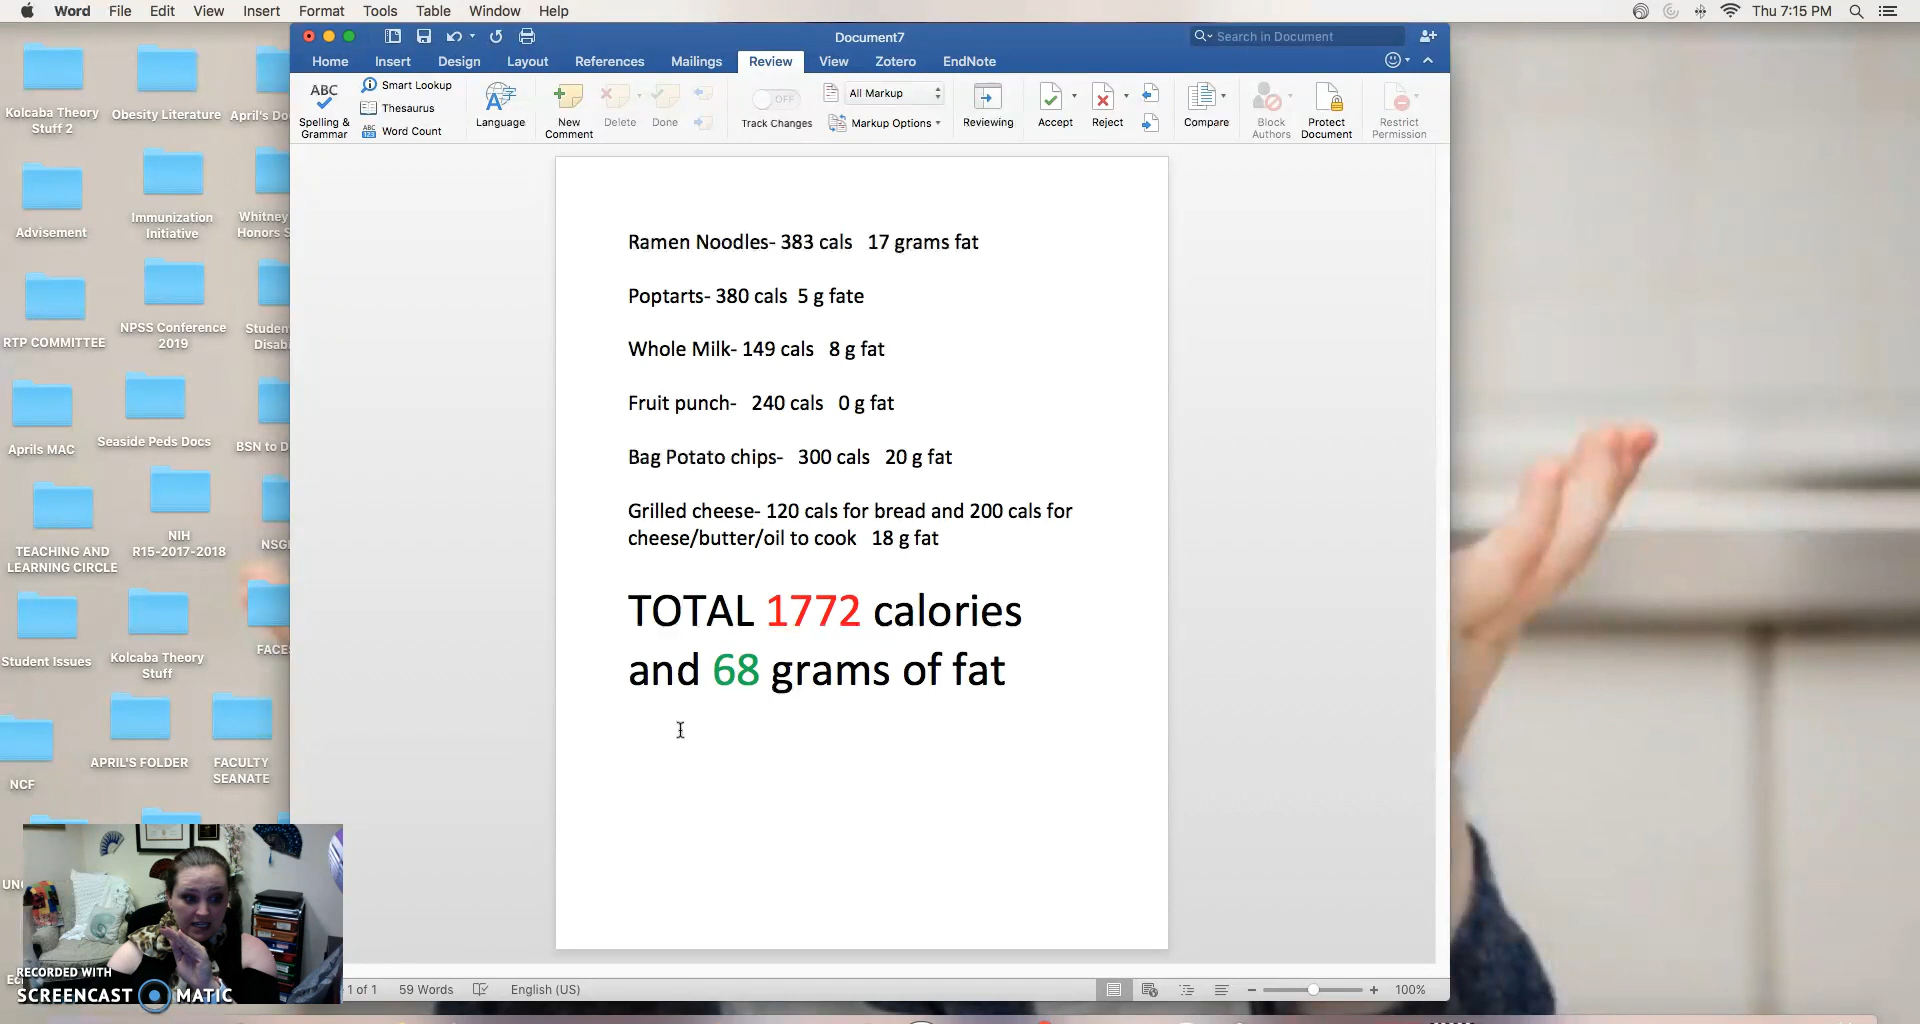 Word File Edit View Insert Format Tools Table Window Help Thu 7:15 PM
Document7
Search in Document
Home Insert Design Layout References Mailings Review View Zotero EndNote
ABC
Spelling &
Grammar
Smart Lookup
Thesaurus
ABC
123
Word Count
Language
New
Comment
Delete
Done
OFF
Track Changes
All Markup
Markup Options
Reviewing
Accept
Reject
Compare
Block
Authors
Protect
Document
Restrict
Permission
Kolcaba Theory
Stuff 2
Obesity Literature
Advisement
Immunization
Initiative
Whitney
Honors
RTP COMMITTEE
NPSS Conference
2019
Aprils MAC
Seaside Peds Docs
TEACHING AND
LEARNING CIRCLE
NIH
R15-2017-2018
Student Issues
Kolcaba Theory
Stuff
NCF
APRIL'S FOLDER
FACULTY
SEANATE
Ramen Noodles- 383 cals 17 grams fat
Poptarts- 380 cals 5 g fate
Whole Milk- 149 cals 8 g fat
Fruit punch- 240 cals 0 g fat
Bag Potato chips- 300 cals 20 g fat
Grilled cheese- 120 cals for bread and 200 cals for
cheese/butter/oil to cook 18 g fat
TOTAL 1772 calories
and 68 grams of fat
RECORDED WITH
SCREENCAST MATIC
1 of 1 59 Words English (US) 100%